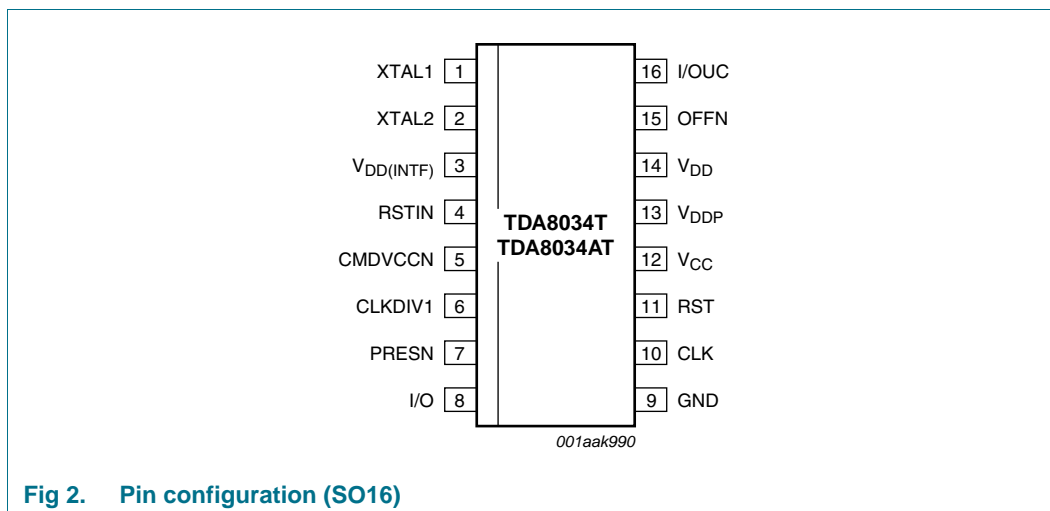 XTAL1 1
XTAL2 2
VDD(INTF) 3
RSTIN 4
CMDVCCN 5
CLKDIV1 6
PRESN 7
I/O 8
TDA8034T
TDA8034AT
16 I/OUC
15 OFFN
14 VDD
13 VDDP
12 VCC
11 RST
10 CLK
9 GND
001aak990
Fig 2. Pin configuration (SO16)